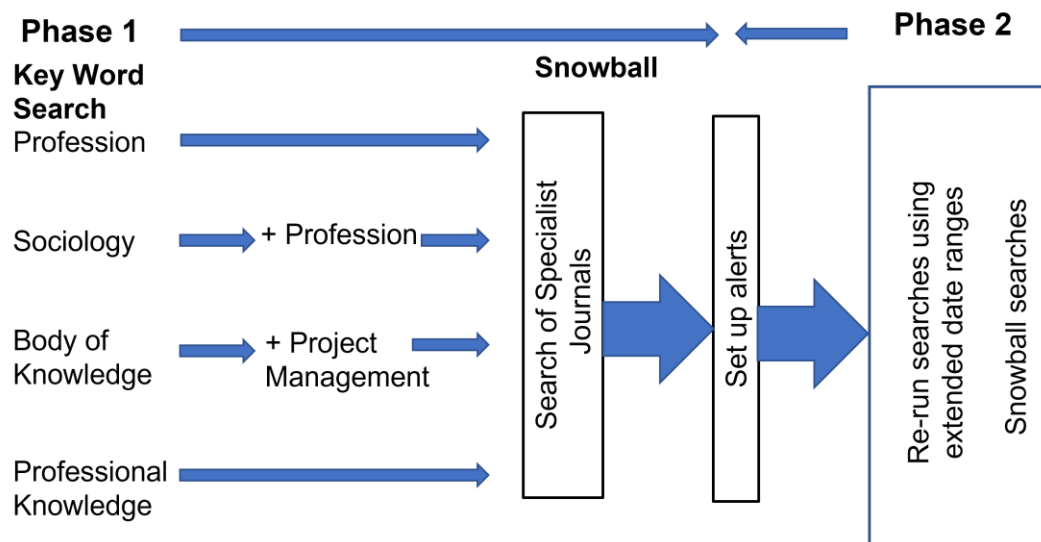 Phase 1
Phase 2
Key Word
Search
Snowball
Profession
Sociology
+ Profession
Body of
Knowledge
+ Project
Management
Professional
Knowledge
Search of Specialist
Journals
Set up alerts
Re-run searches using
extended date ranges
Snowball searches